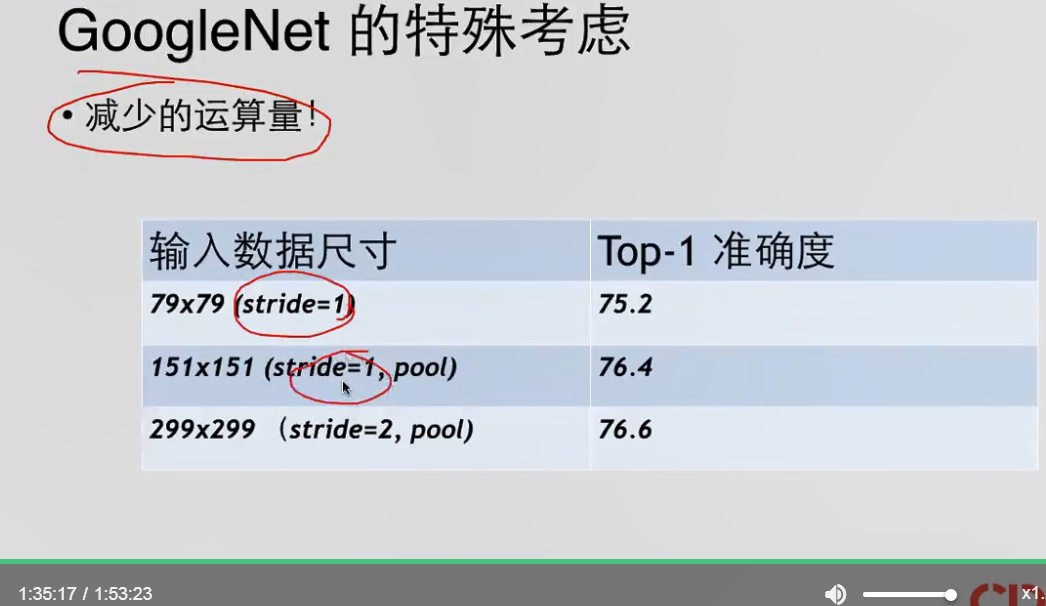 GoogleNet 的特殊考虑
• 减少的运算量!
输入数据尺寸 Top-1 准确度
79x79 (stride=1) 75.2
151x151 (stride=1, pool) 76.4
299x299 （stride=2, pool) 76.6
1:35:17 / 1:53:23